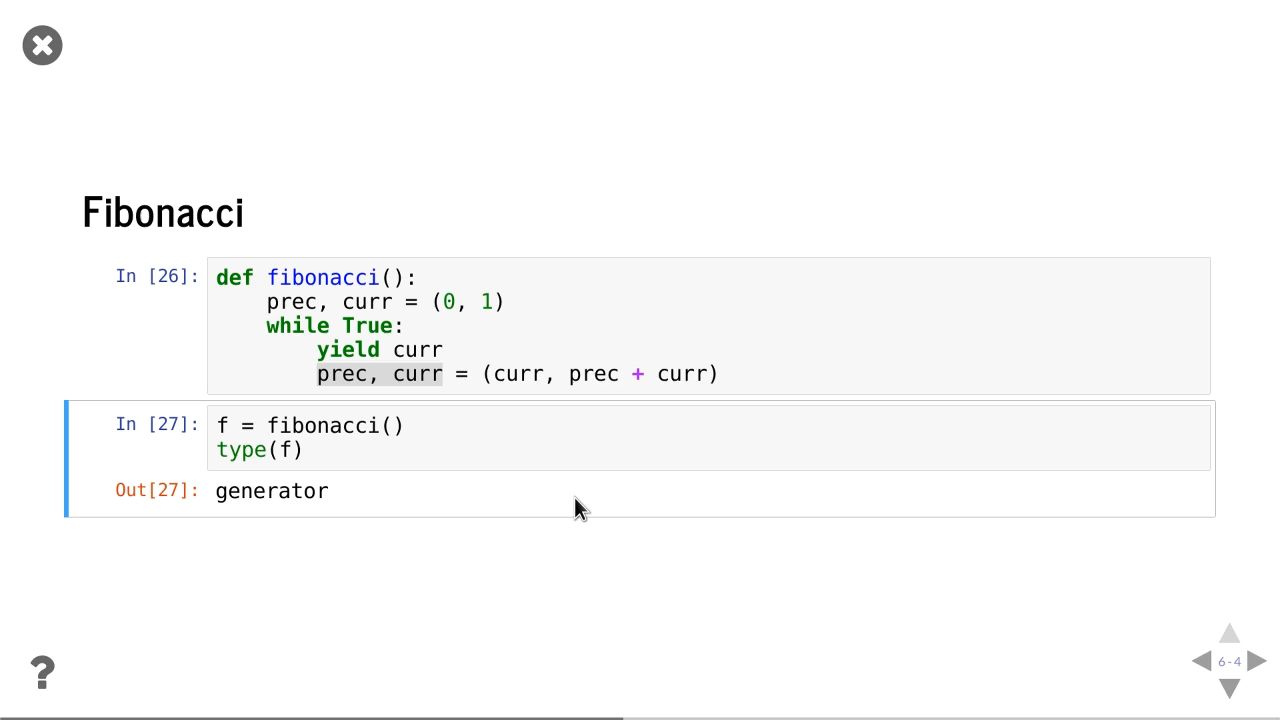 Fibonacci
In [26]:
def fibonacci():
    prec, curr = (0, 1)
    while True:
        yield curr
        prec, curr = (curr, prec + curr)
In [27]:
f = fibonacci()
type(f)
Out[27]:
generator
?
6-4